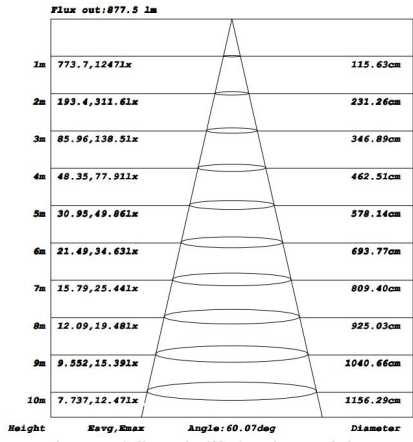 Flux out:877.5 lm
1m 773.7,1247lx 115.63cm
2m 193.4,311.6lx 231.26cm
3m 85.96,138.5lx 346.89cm
4m 48.35,77.91lx 462.51cm
5m 30.95,49.86lx 578.14cm
6m 21.49,34.63lx 693.77cm
7m 15.79,25.44lx 809.40cm
8m 12.09,19.48lx 925.03cm
9m 9.552,15.39lx 1040.66cm
10m 7.737,12.47lx 1156.29cm
Height Eavg,Emax Angle:60.07deg Diameter